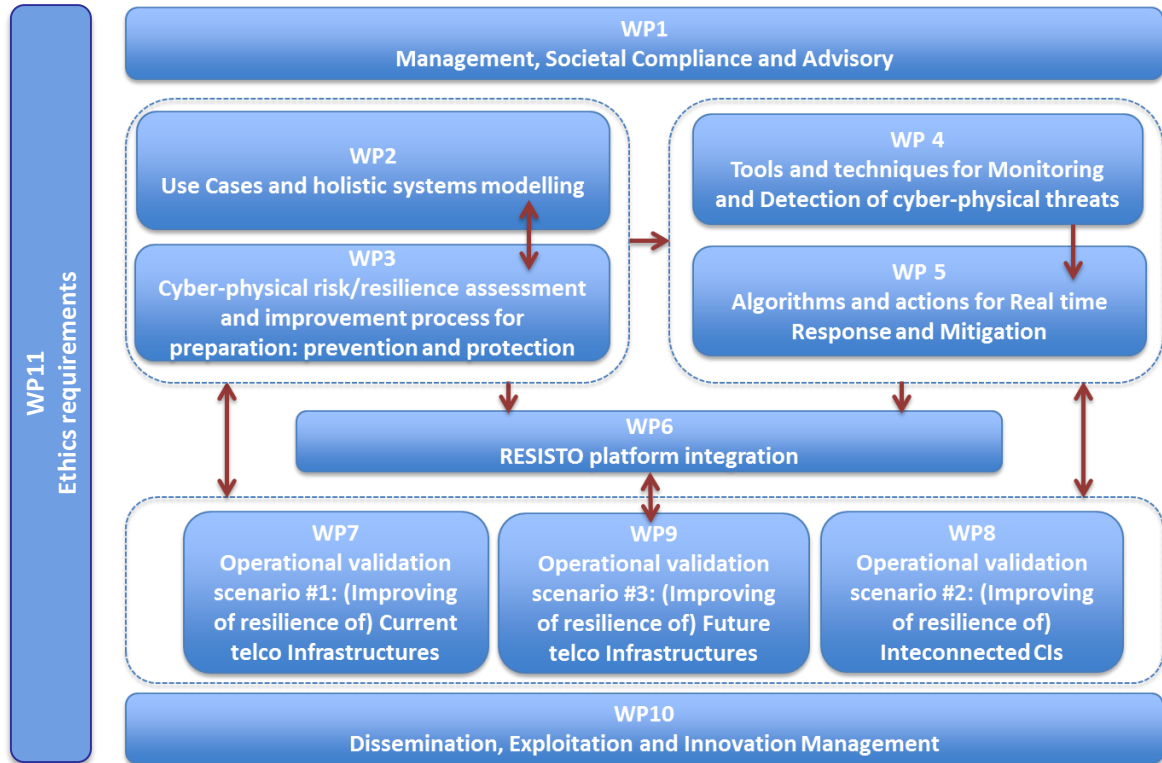 WP11
Ethics requirements
WP1
Management, Societal Compliance and Advisory
WP2
Use Cases and holistic systems modelling
WP3
Cyber-physical risk/resilience assessment
and improvement process for
preparation: prevention and protection
WP 4
Tools and techniques for Monitoring
and Detection of cyber-physical threats
WP 5
Algorithms and actions for Real time
Response and Mitigation
WP6
RESISTO platform integration
WP7
Operational validation
scenario #1: (Improving
of resilience of) Current
telco Infrastructures
WP9
Operational validation
scenario #3: (Improving
of resilience of) Future
telco Infrastructures
WP8
Operational validation
scenario #2: (Improving
of resilience of)
Inteconnected CIs
WP10
Dissemination, Exploitation and Innovation Management